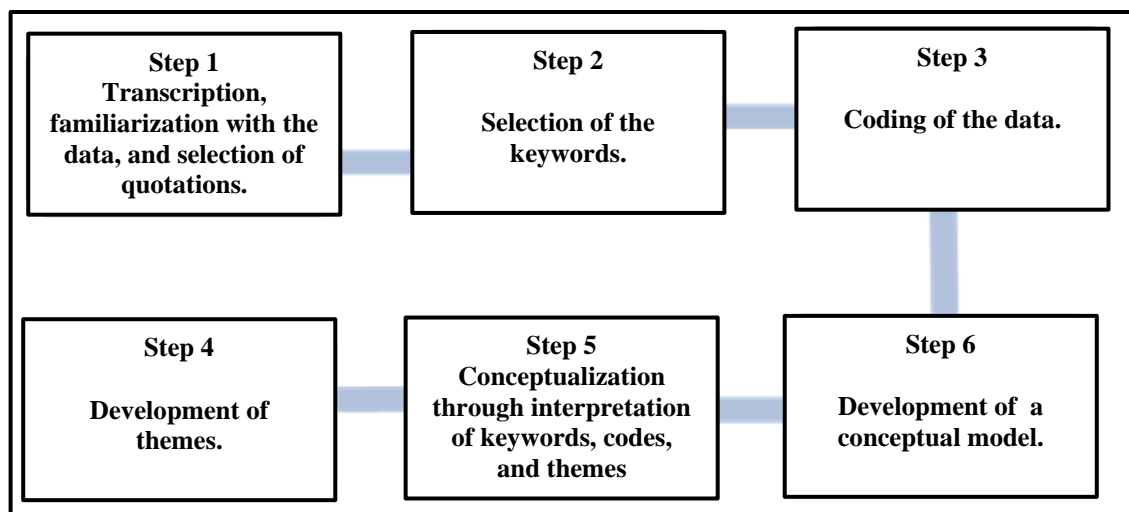 Step 1
Transcription,
familiarization with the
data, and selection of
quotations.
Step 2
Selection of the
keywords.
Step 3
Coding of the data.
Step 4
Development of
themes.
Step 5
Conceptualization
through interpretation
of keywords, codes,
and themes
Step 6
Development of  a
conceptual model.